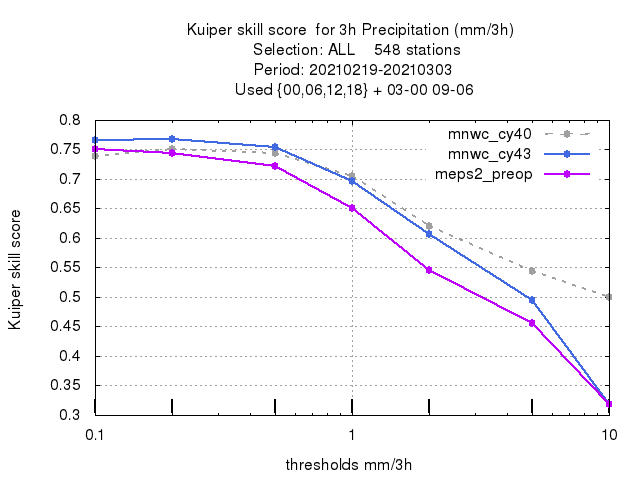 Kuiper skill score  for 3h Precipitation (mm/3h)
Selection: ALL    548 stations
Period: 20210219-20210303
Used {00,06,12,18} + 03-00 09-06
0.8
0.75
0.7
0.65
0.6
0.55
0.5
0.45
0.4
0.35
0.3
Kuiper skill score
mnwc_cy40
mnwc_cy43
meps2_preop
0.1 1 10
thresholds mm/3h